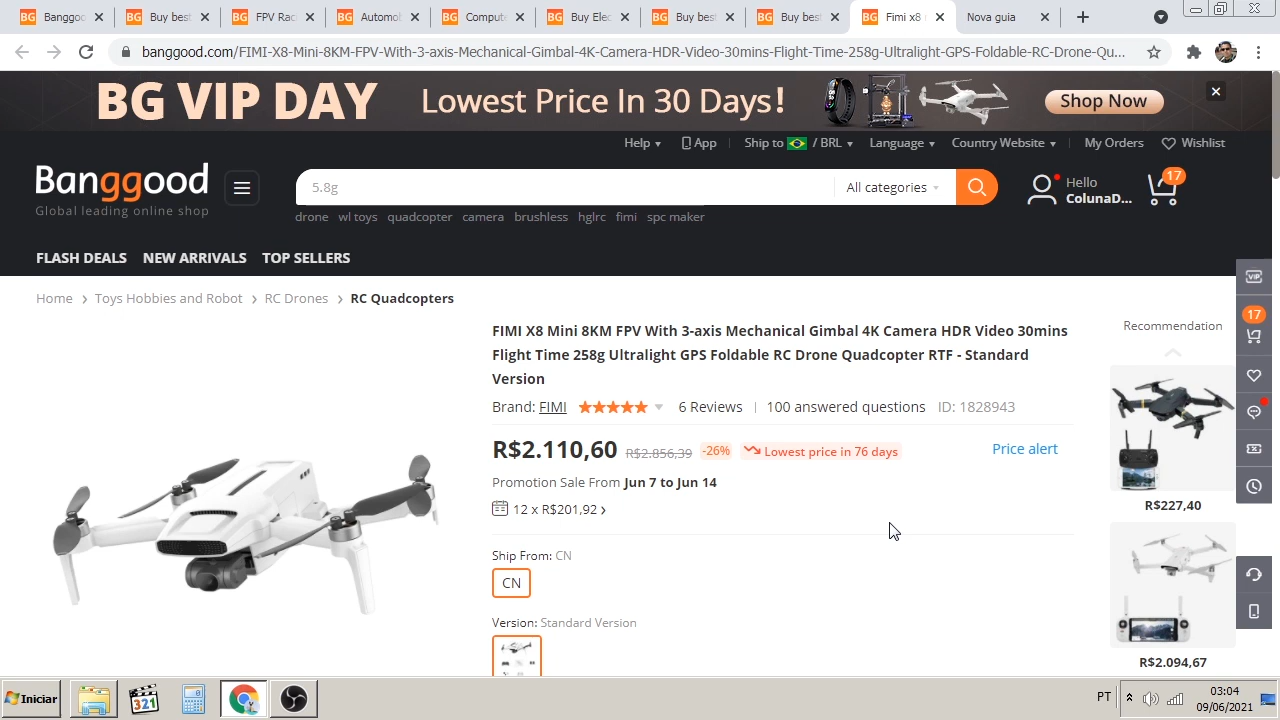 Banggoo
Buy best
FPV Rac
Automol
Compute
Buy Elec
Buy best
Buy best
Fimi x8
Nova guia
banggood.com/FIMI-X8-Mini-8KM-FPV-With-3-axis-Mechanical-Gimbal-4K-Camera-HDR-Video-30mins-Flight-Time-258g-Ultralight-GPS-Foldable-RC-Drone-Qu...
BG VIP DAY Lowest Price In 30 Days! Shop Now
Help App Ship to / BRL Language Country Website My Orders Wishlist
Banggood
Global leading online shop
5.8g All categories
Hello
ColunaD...
17
drone wl toys quadcopter camera brushless hglrc fimi spc maker
FLASH DEALS NEW ARRIVALS TOP SELLERS
VIP
17
Home > Toys Hobbies and Robot > RC Drones > RC Quadcopters
Recommendation
FIMI X8 Mini 8KM FPV With 3-axis Mechanical Gimbal 4K Camera HDR Video 30mins
Flight Time 258g Ultralight GPS Foldable RC Drone Quadcopter RTF - Standard
Version
Brand: FIMI 6 Reviews 100 answered questions ID: 1828943
R$2.110,60 R$2.856,39 -26% Lowest price in 76 days Price alert
Promotion Sale From Jun 7 to Jun 14
12 x R$201,92 >
R$227,40
Ship From: CN
CN
Version: Standard Version
R$2.094,67
Iniciar
321
PT
03:04
09/06/2021